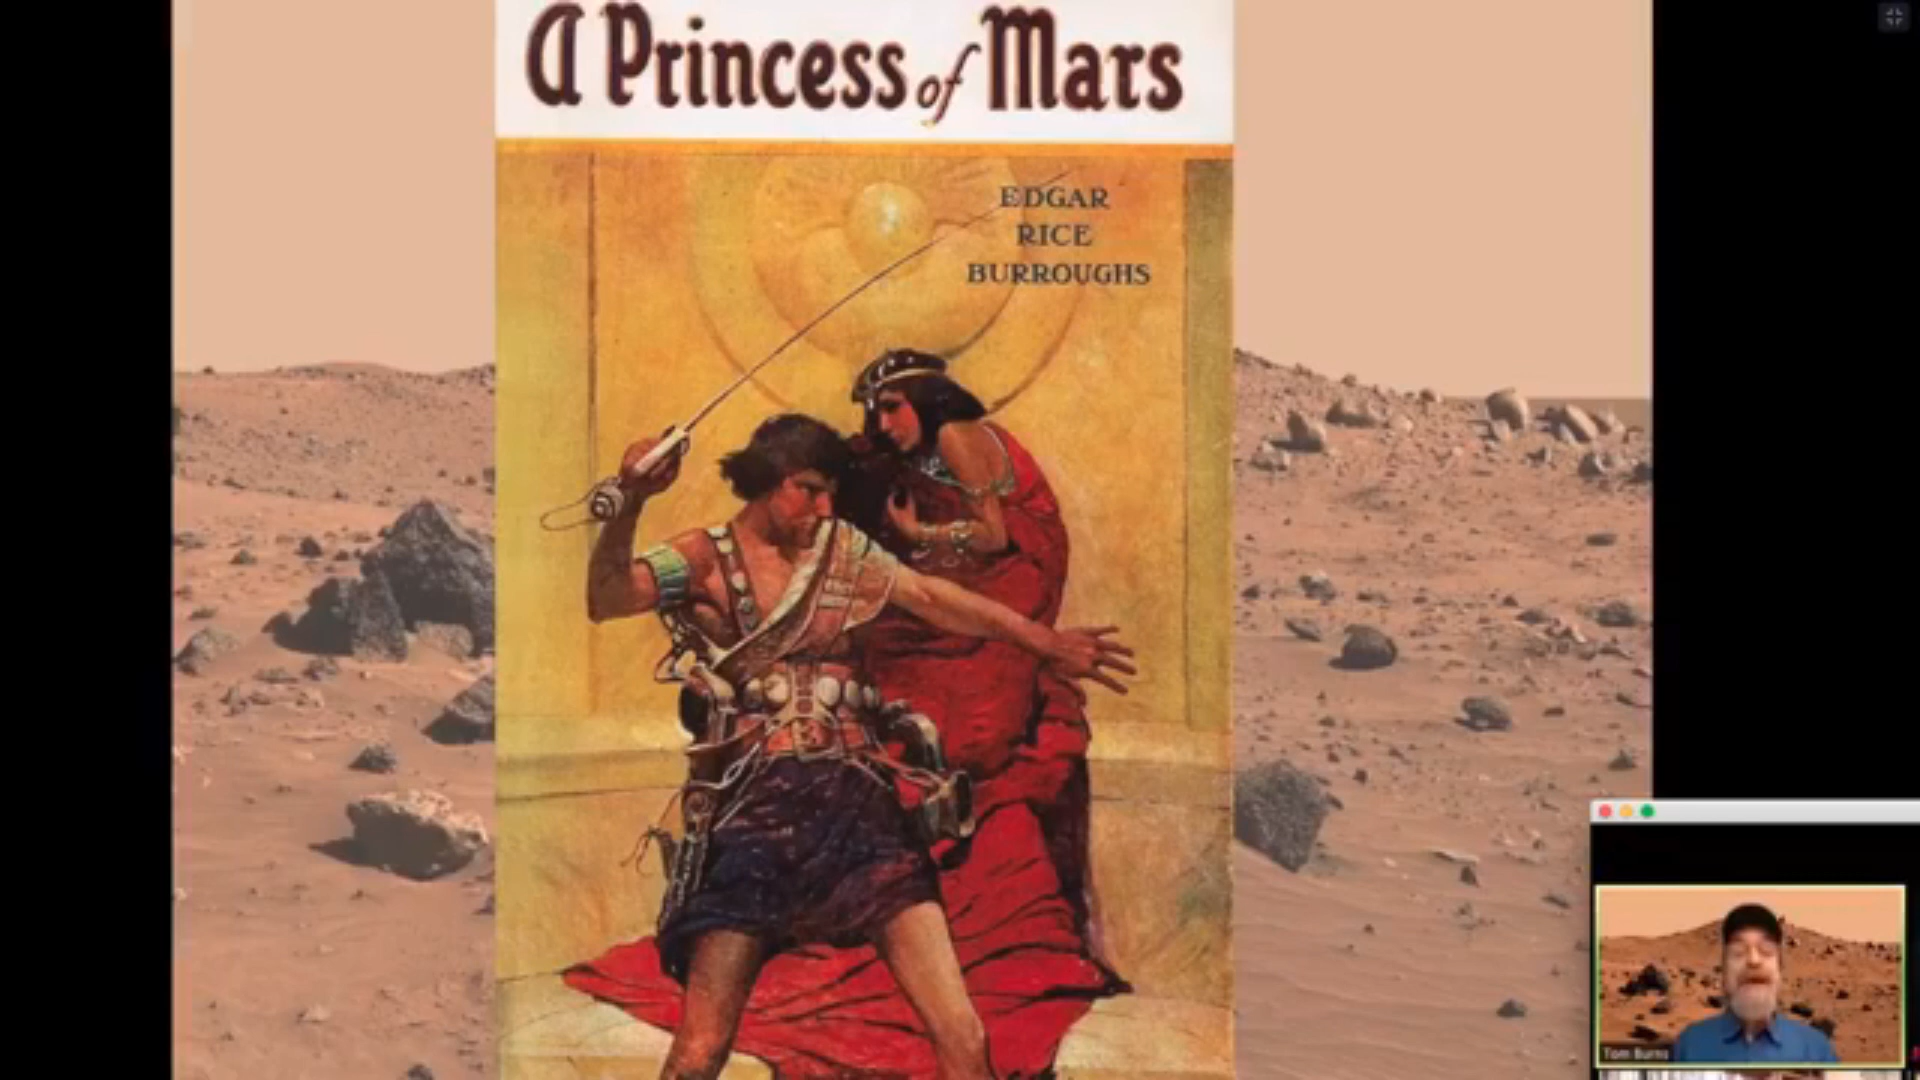 A Princess of Mars
EDGAR
RICE
BURROUGHS
Tom Burns